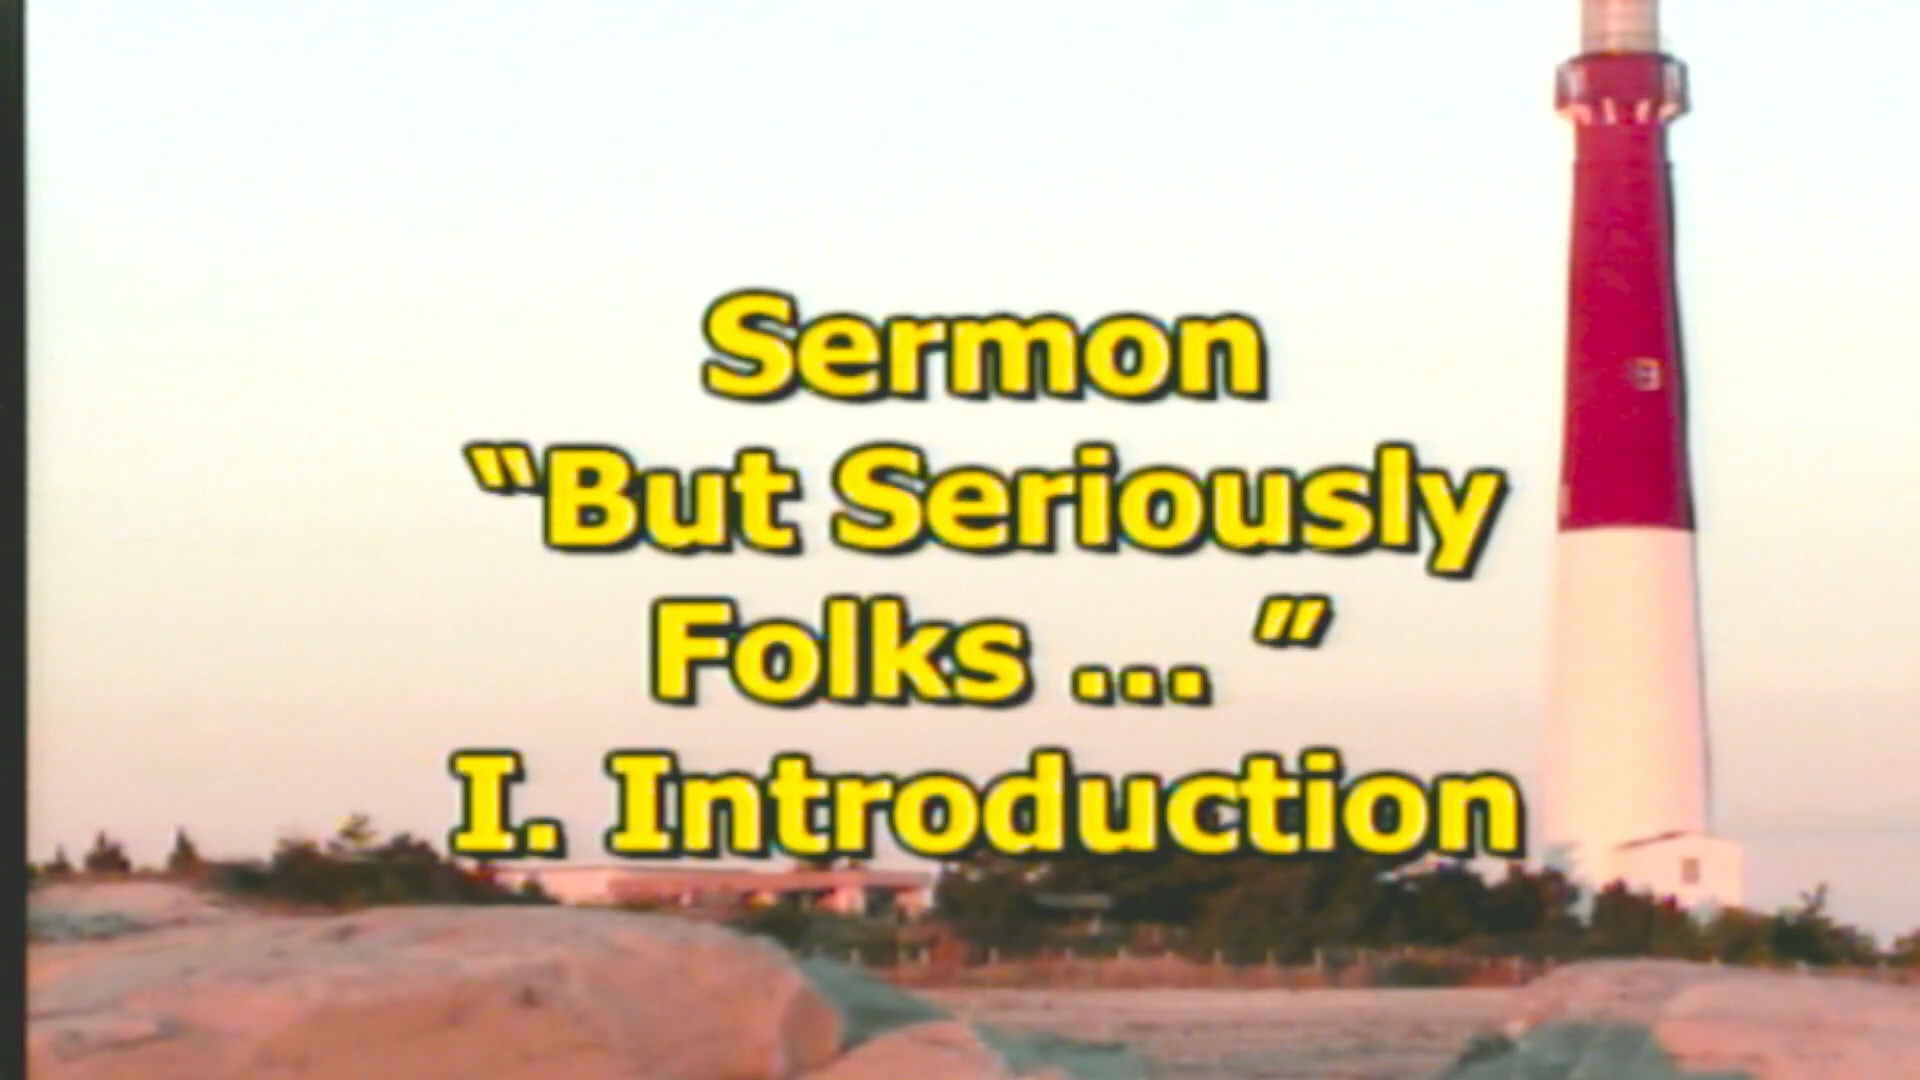 Sermon
“But Seriously
Folks ... ”
I. Introduction